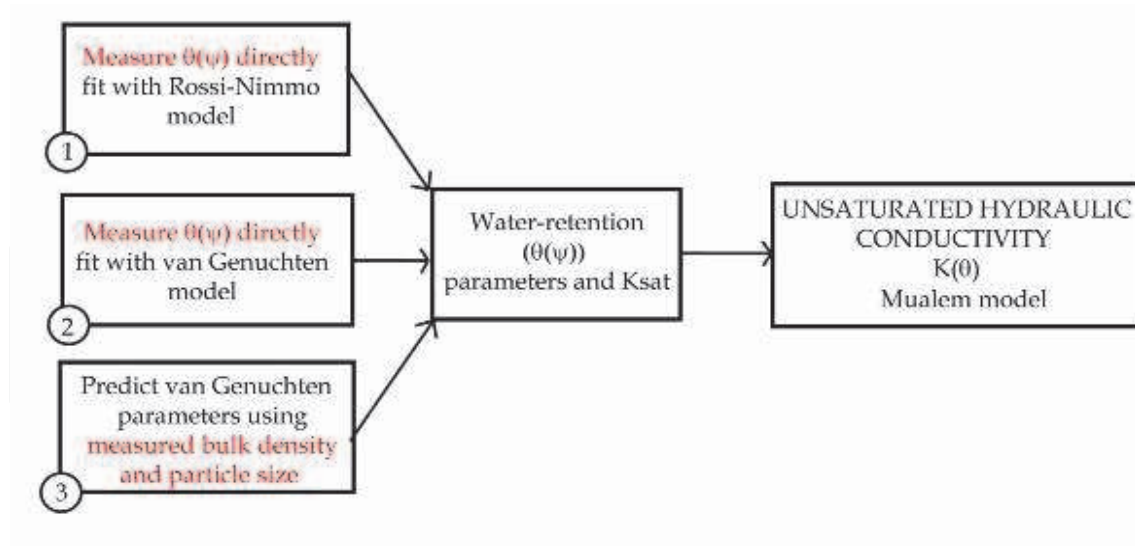 Measure θ(ψ) directly
fit with Rossi-Nimmo
model
1
Measure θ(ψ) directly
fit with van Genuchten
model
2
Predict van Genuchten
parameters using
measured bulk density
and particle size
3
Water-retention
(θ(ψ))
parameters and Ksat
UNSATURATED HYDRAULIC
CONDUCTIVITY
K(θ)
Mualem model